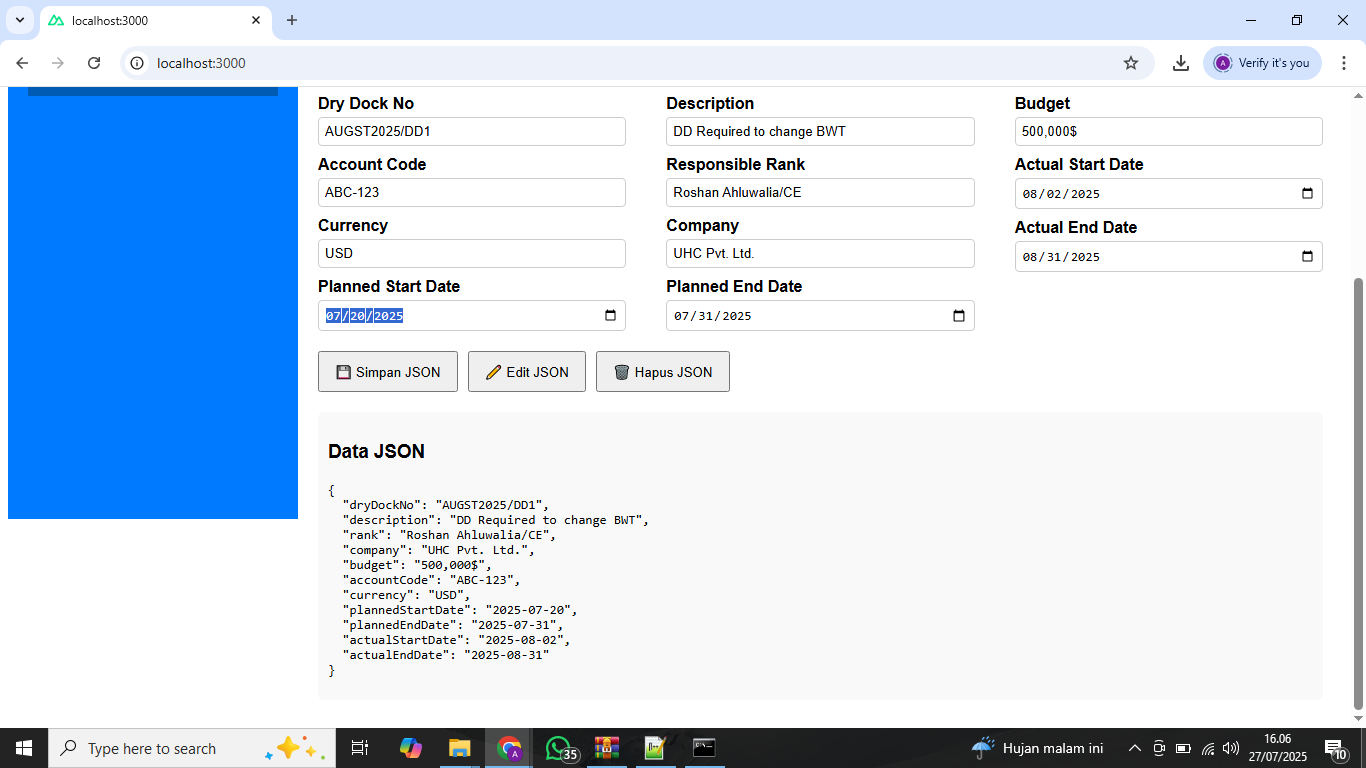 localhost:3000
localhost:3000
Verify it's you
Dry Dock No
Description
Budget
AUGST2025/DD1
DD Required to change BWT
500,000$
Account Code
Responsible Rank
Actual Start Date
ABC-123
Roshan Ahluwalia/CE
08/02/2025
Currency
Company
Actual End Date
USD
UHC Pvt. Ltd.
08/31/2025
Planned Start Date
Planned End Date
07/20/2025
07/31/2025
Simpan JSON
Edit JSON
Hapus JSON
Data JSON
{
  "dryDockNo": "AUGST2025/DD1",
  "description": "DD Required to change BWT",
  "rank": "Roshan Ahluwalia/CE",
  "company": "UHC Pvt. Ltd.",
  "budget": "500,000$",
  "accountCode": "ABC-123",
  "currency": "USD",
  "plannedStartDate": "2025-07-20",
  "plannedEndDate": "2025-07-31",
  "actualStartDate": "2025-08-02",
  "actualEndDate": "2025-08-31"
}
Type here to search
35
Hujan malam ini
16.06
27/07/2025
10